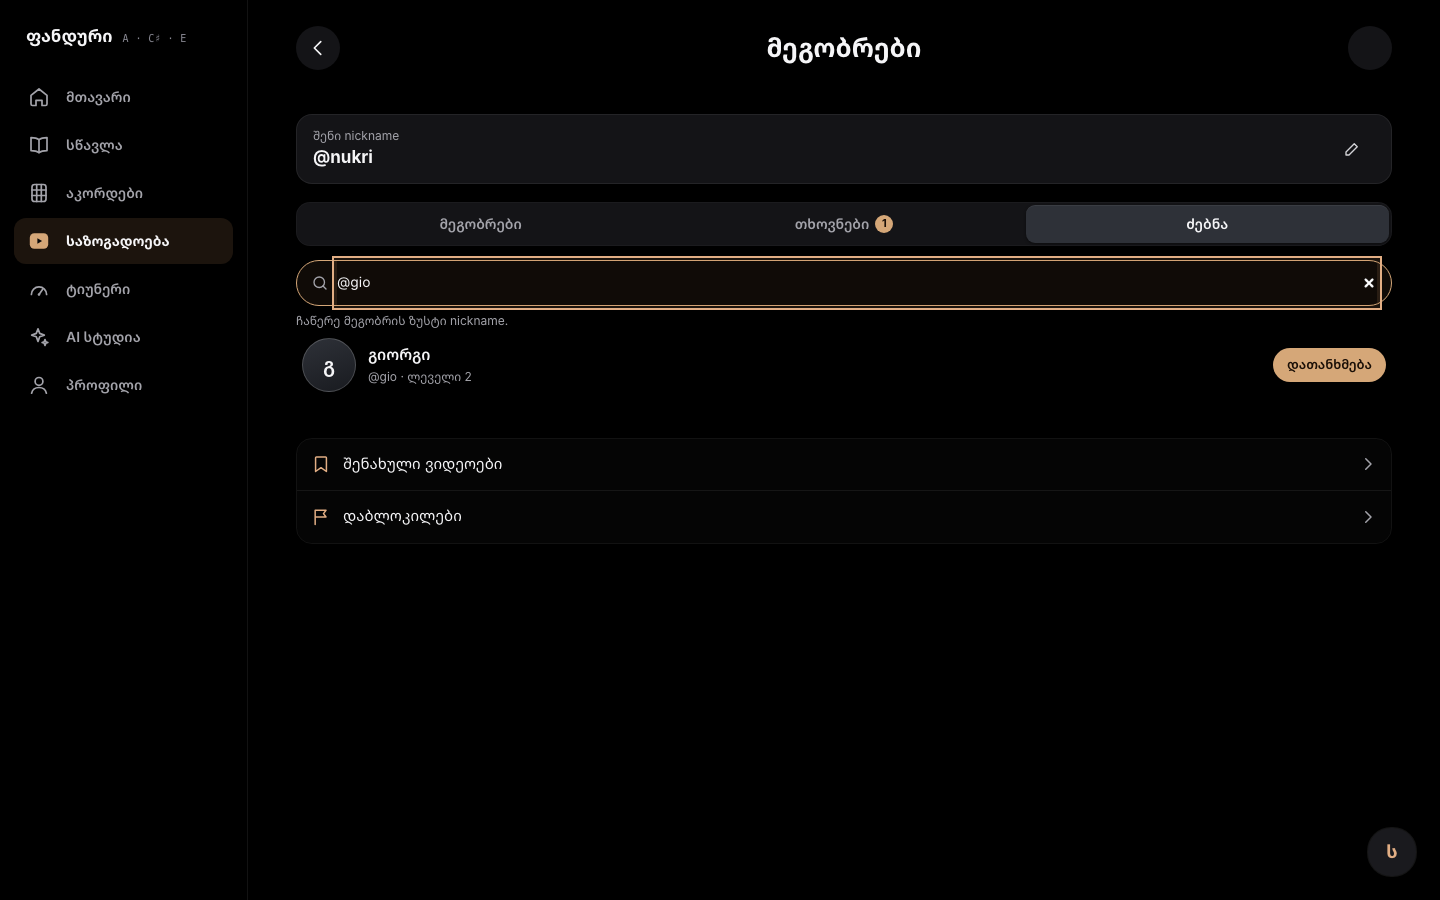 ფანდური A · C♯ · E
მთავარი
სწავლა
აკორდები
საზოგადოება
ტიუნერი
AI სტუდია
პროფილი
მეგობრები
შენი nickname
@nukri
მეგობრები
თხოვნები 1
ძებნა
@gio
ჩაწერე მეგობრის ზუსტი nickname.
გ
გიორგი
@gio · ლეველი 2
დათანხმება
შენახული ვიდეოები
დაბლოკილები
ს